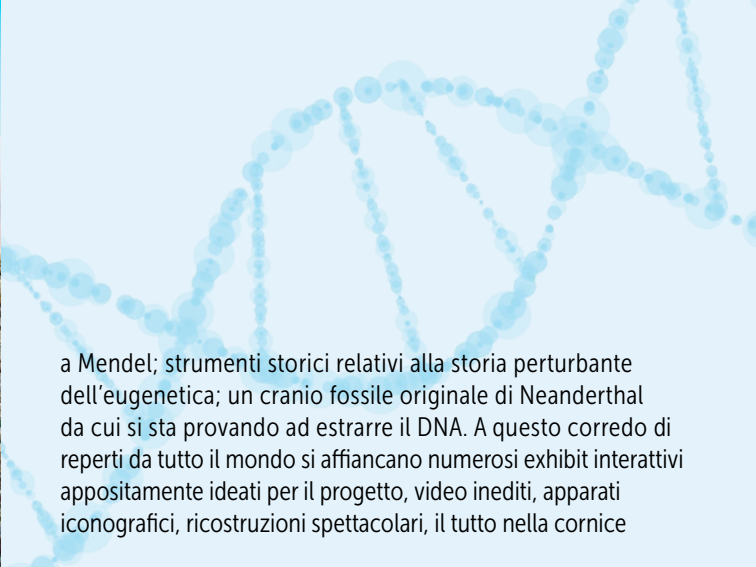 a Mendel; strumenti storici relativi alla storia perturbante
dell’eugenetica; un cranio fossile originale di Neanderthal
da cui si sta provando ad estrarre il DNA. A questo corredo di
reperti da tutto il mondo si affiancano numerosi exhibit interattivi
appositamente ideati per il progetto, video inediti, apparati
iconografici, ricostruzioni spettacolari, il tutto nella cornice